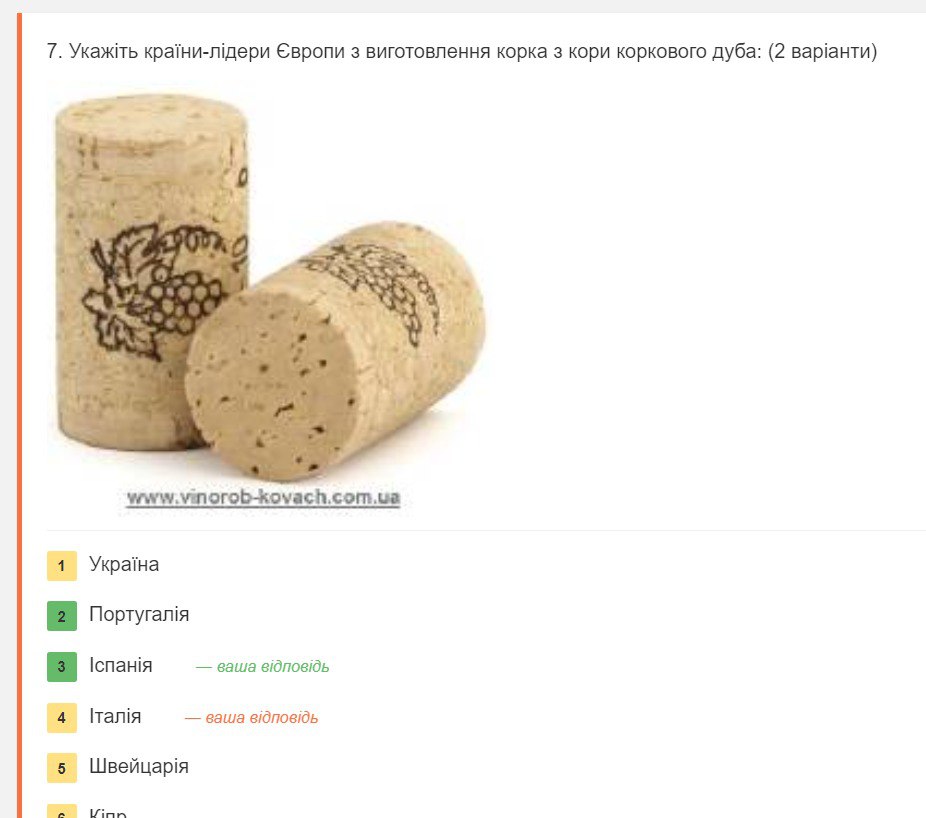 7. Укажіть країни-лідери Європи з виготовлення корка з кори коркового дуба: (2 варіанти)
www.vinorob-kovach.com.ua
1 Україна
2 Португалія
3 Іспанія — ваша відповідь
4 Італія — ваша відповідь
5 Швейцарія
6 Кіпр